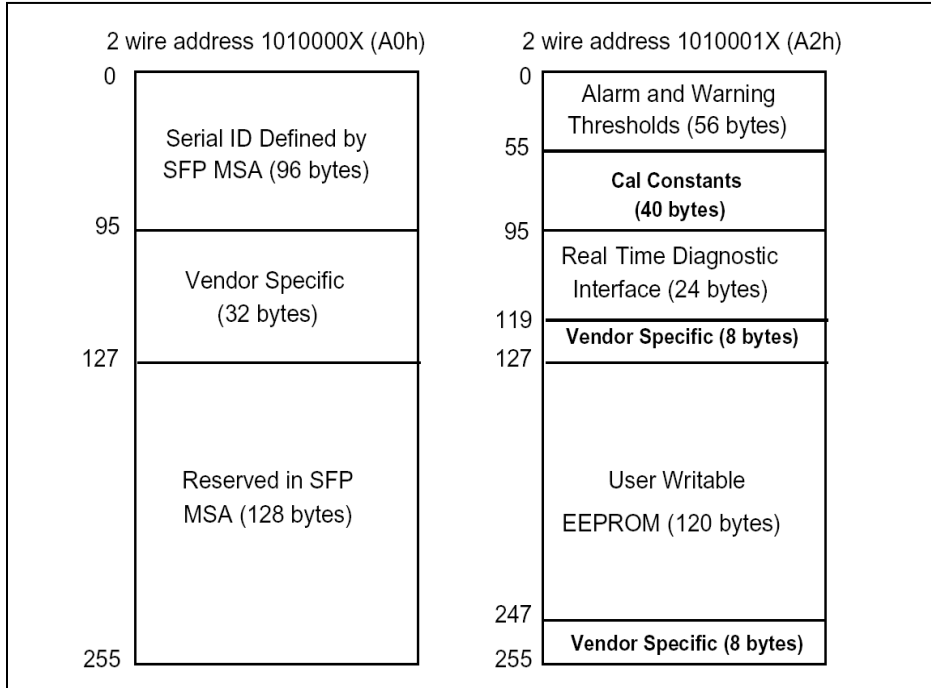 2 wire address 1010000X (A0h)
0
Serial ID Defined by
SFP MSA (96 bytes)
95
Vendor Specific
(32 bytes)
127
Reserved in SFP
MSA (128 bytes)
255
2 wire address 1010001X (A2h)
0
Alarm and Warning
Thresholds (56 bytes)
55
Cal Constants
(40 bytes)
95
Real Time Diagnostic
Interface (24 bytes)
119
Vendor Specific (8 bytes)
127
User Writable
EEPROM (120 bytes)
247
Vendor Specific (8 bytes)
255